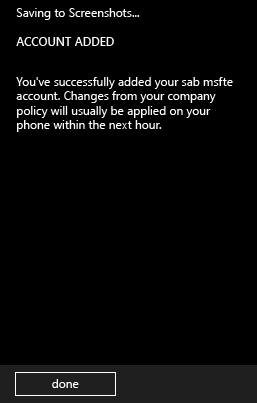 Saving to Screenshots...
ACCOUNT ADDED
You've successfully added your sab msfte
account. Changes from your company
policy will usually be applied on your
phone within the next hour.
done